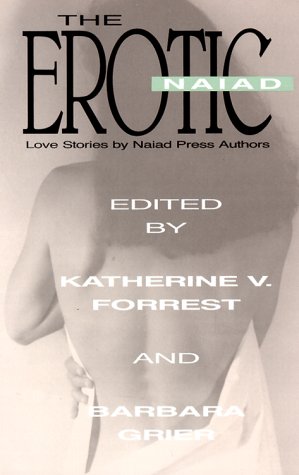 THE
EROTIC
NAIAD
Love Stories by Naiad Press Authors
EDITED
BY
KATHERINE V.
FORREST
AND
BARBARA
GRIER